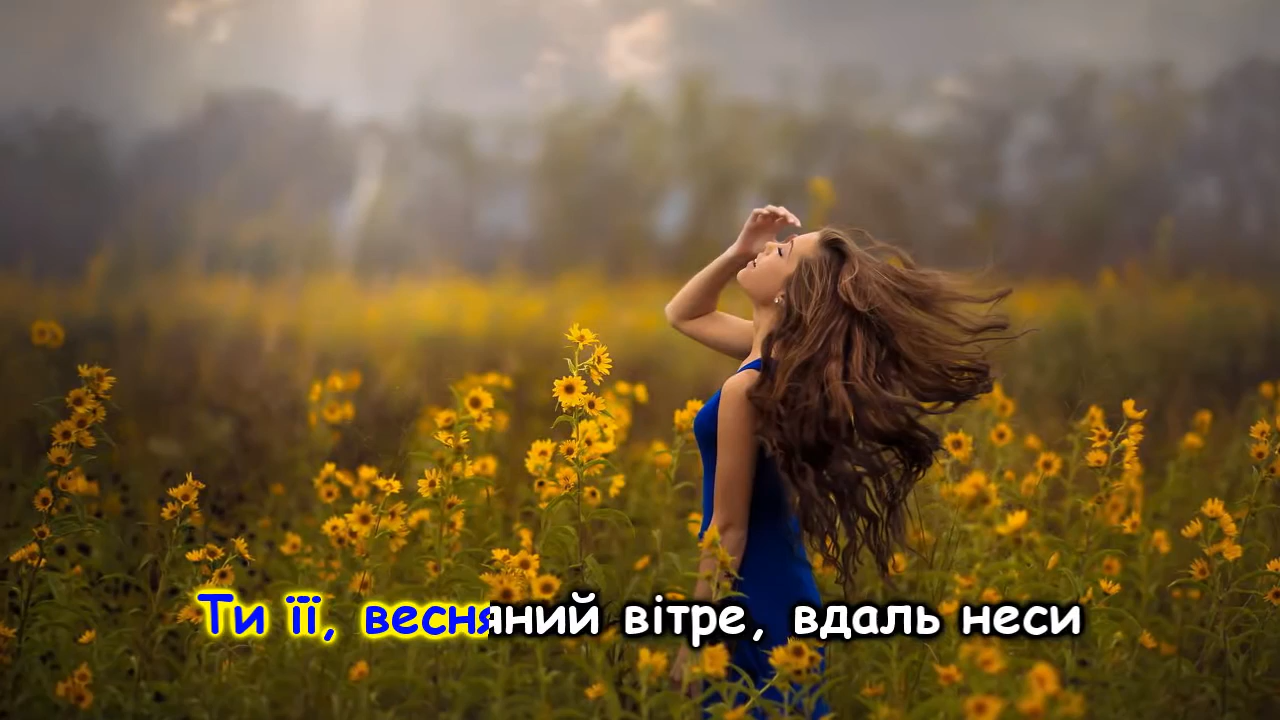 Ти її, весняний вітре, вдаль неси